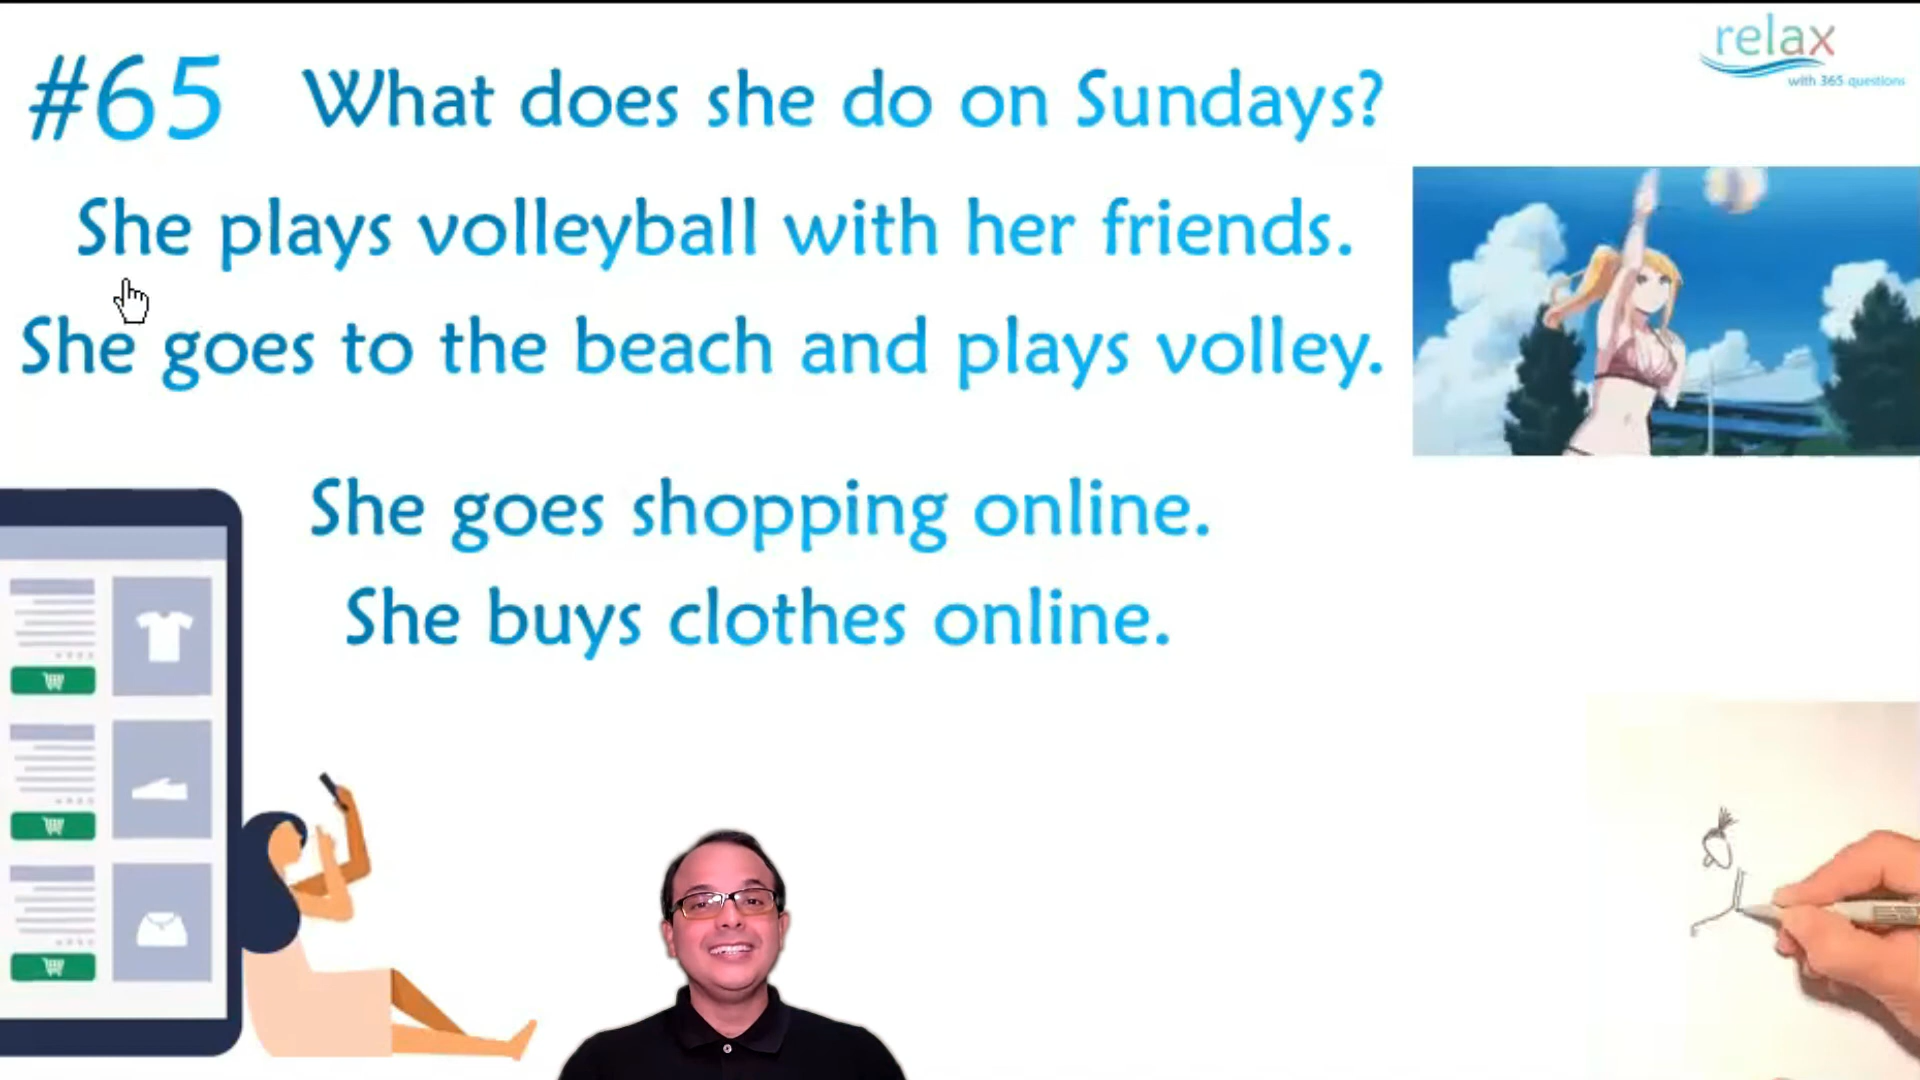 #65 What does she do on Sundays?
relax
with 365 questions
She plays volleyball with her friends.
She goes to the beach and plays volley.
She goes shopping online.
She buys clothes online.